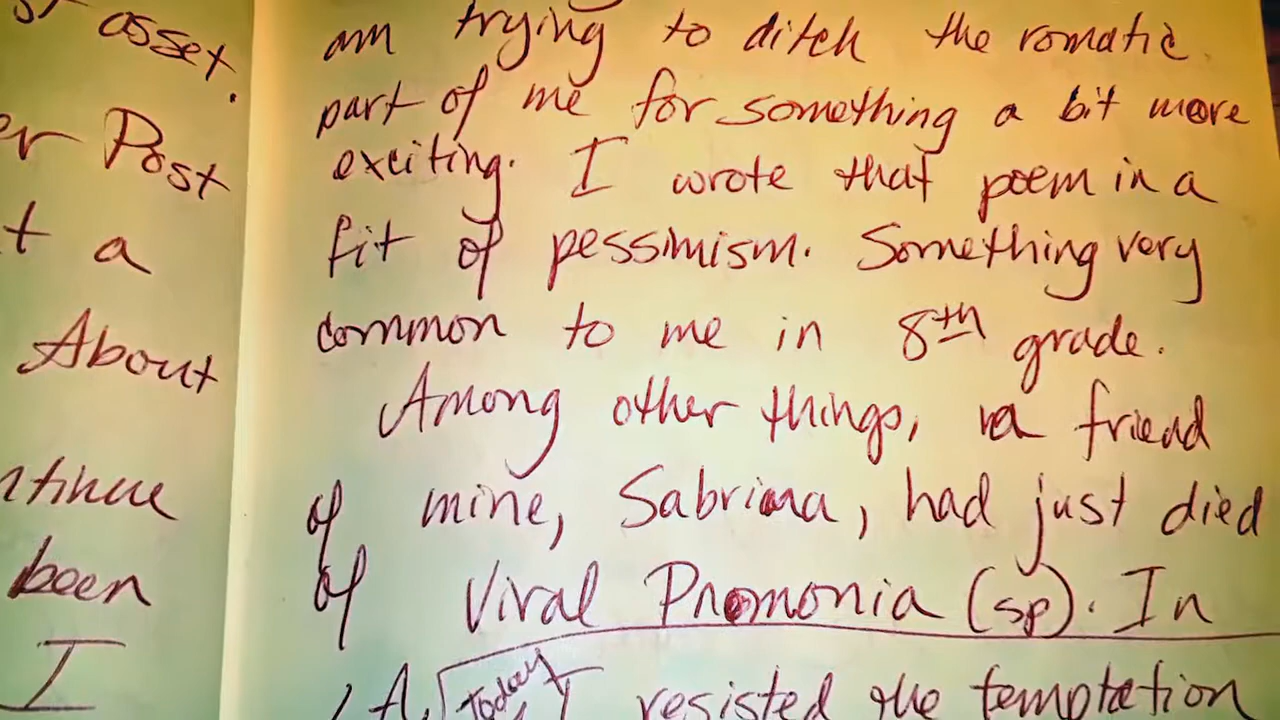 asset.
Post
t a
About
been
I
am trying to ditch the romatic
part of me for something a bit more
exciting. I wrote that poem in a
fit of pessimism. Something very
common to me in 8th grade.
Among other things, a friend
of mine, Sabrina, had just died
of Viral Pnomonia (sp). In
Today I resisted the temptation